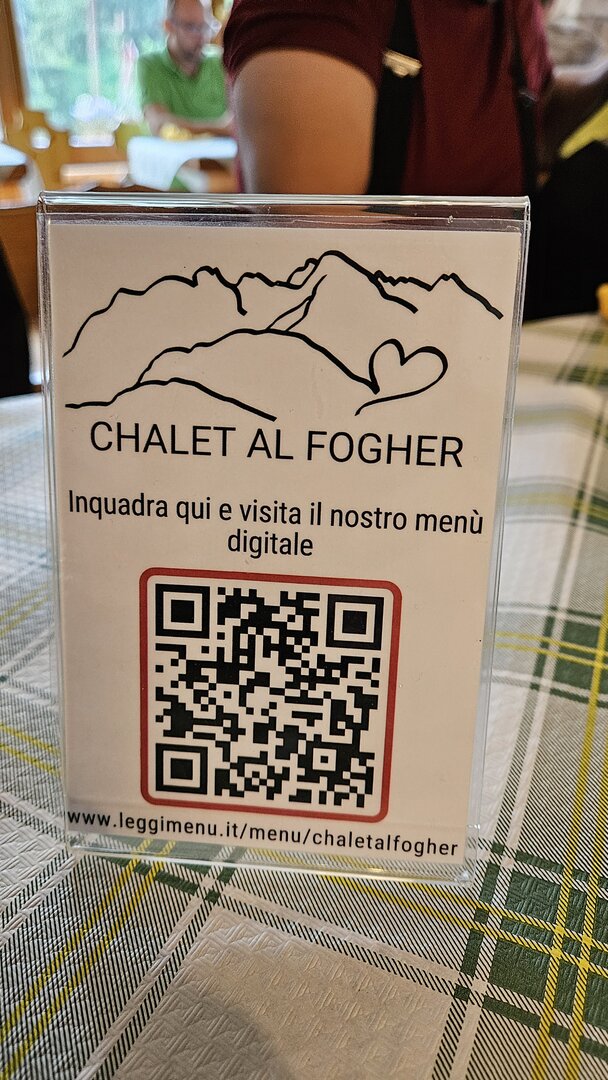 CHALET AL FOGHER
Inquadra qui e visita il nostro menù
digitale
www.leggimenu.it/menu/chaletalfogher